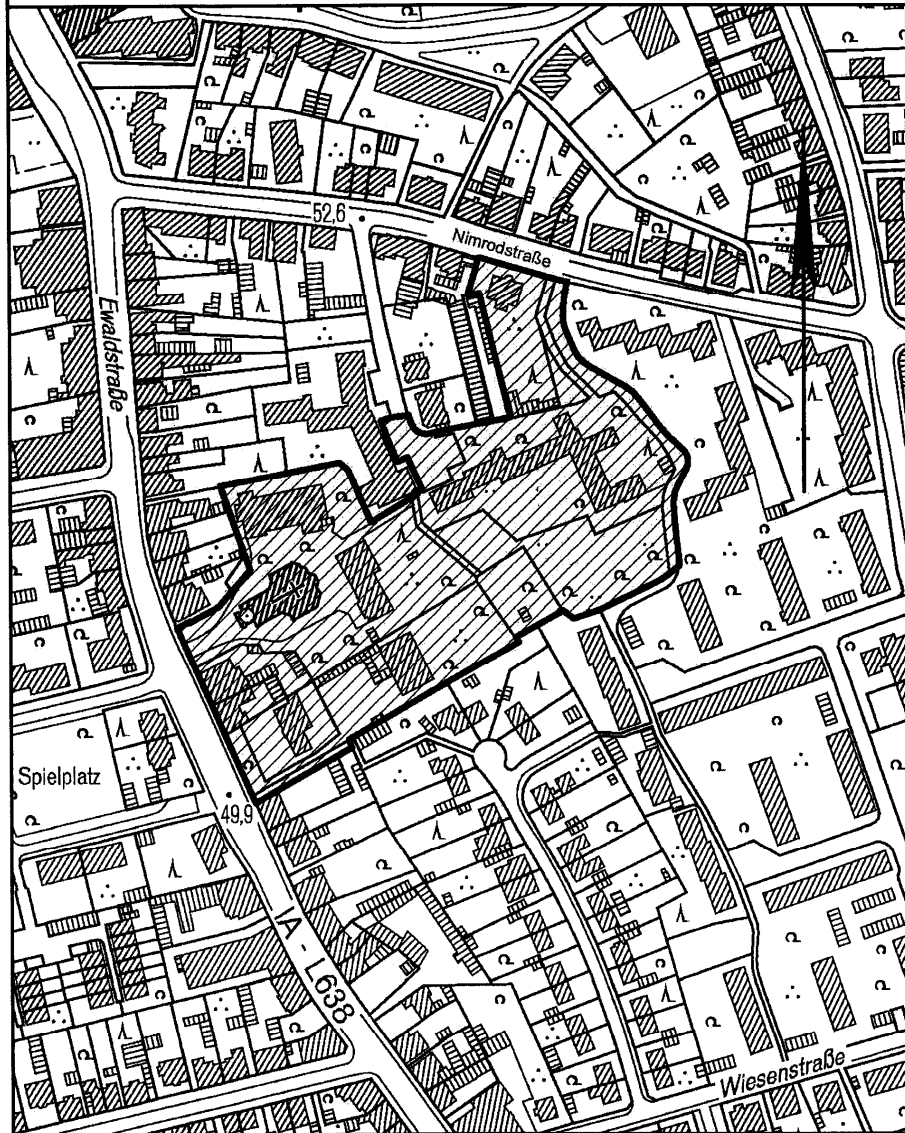 52,6
Nimrodstraße
Ewaldstraße
Spielplatz
49,9
IA - L638
Wiesenstraße